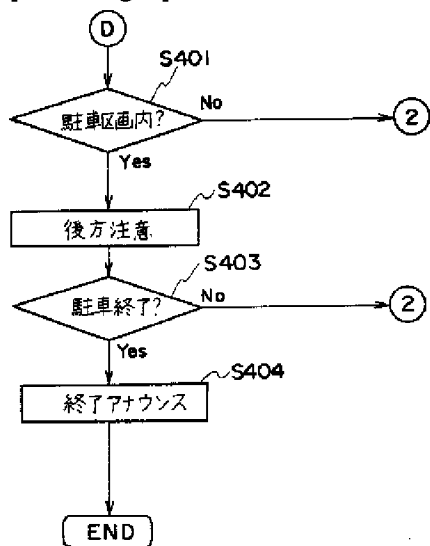 D
S401
駐車区画内?
No
2
Yes
S402
後方注意
S403
駐車終了?
No
2
Yes
S404
終了アナウンス
END